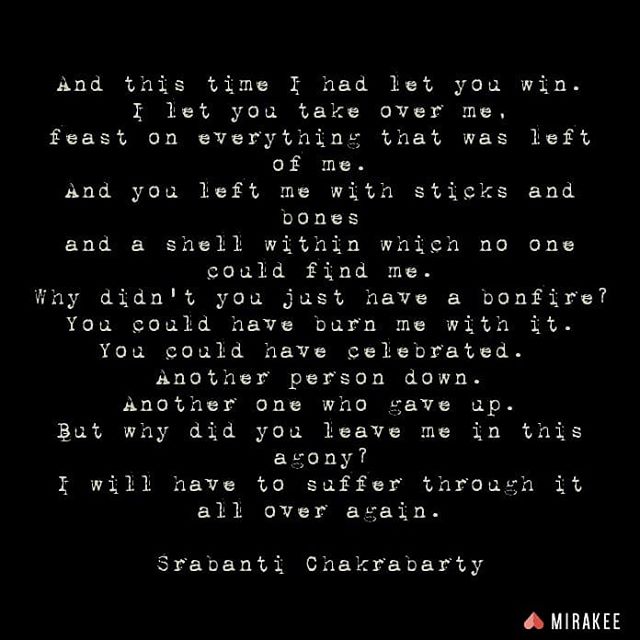 And this time I had let you win.
I let you take over me,
feast on everything that was left
of me.
And you left me with sticks and
bones
and a shell within which no one
could find me.
Why didn't you just have a bonfire?
You could have burn me with it.
You could have celebrated.
Another person down.
Another one who gave up.
But why did you leave me in this
agony?
I will have to suffer through it
all over again.
Srabanti Chakrabarty
MIRAKEE